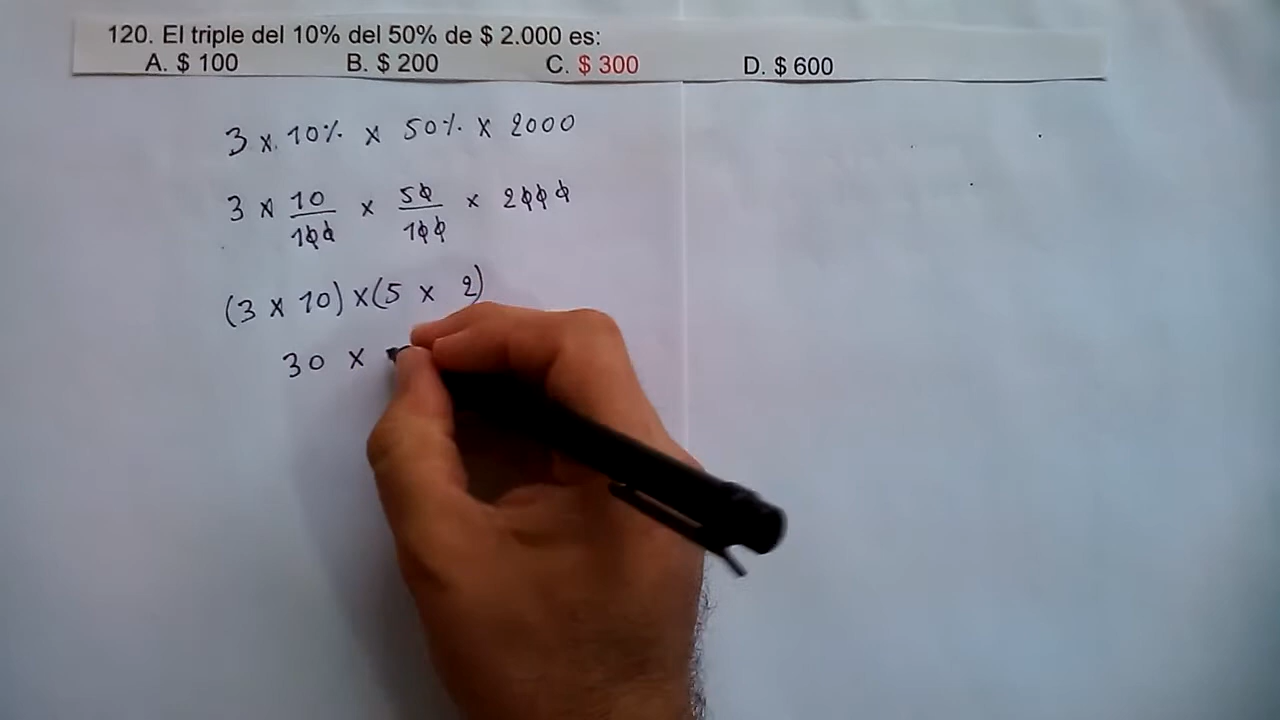 120. El triple del 10% del 50% de $ 2.000 es:
A. $ 100 B. $ 200 C. $ 300 D. $ 600
3 x 10% x 50% x 2000
3 x 10/100 x 50/100 x 2000
(3 x 10) x (5 x 2)
30 x